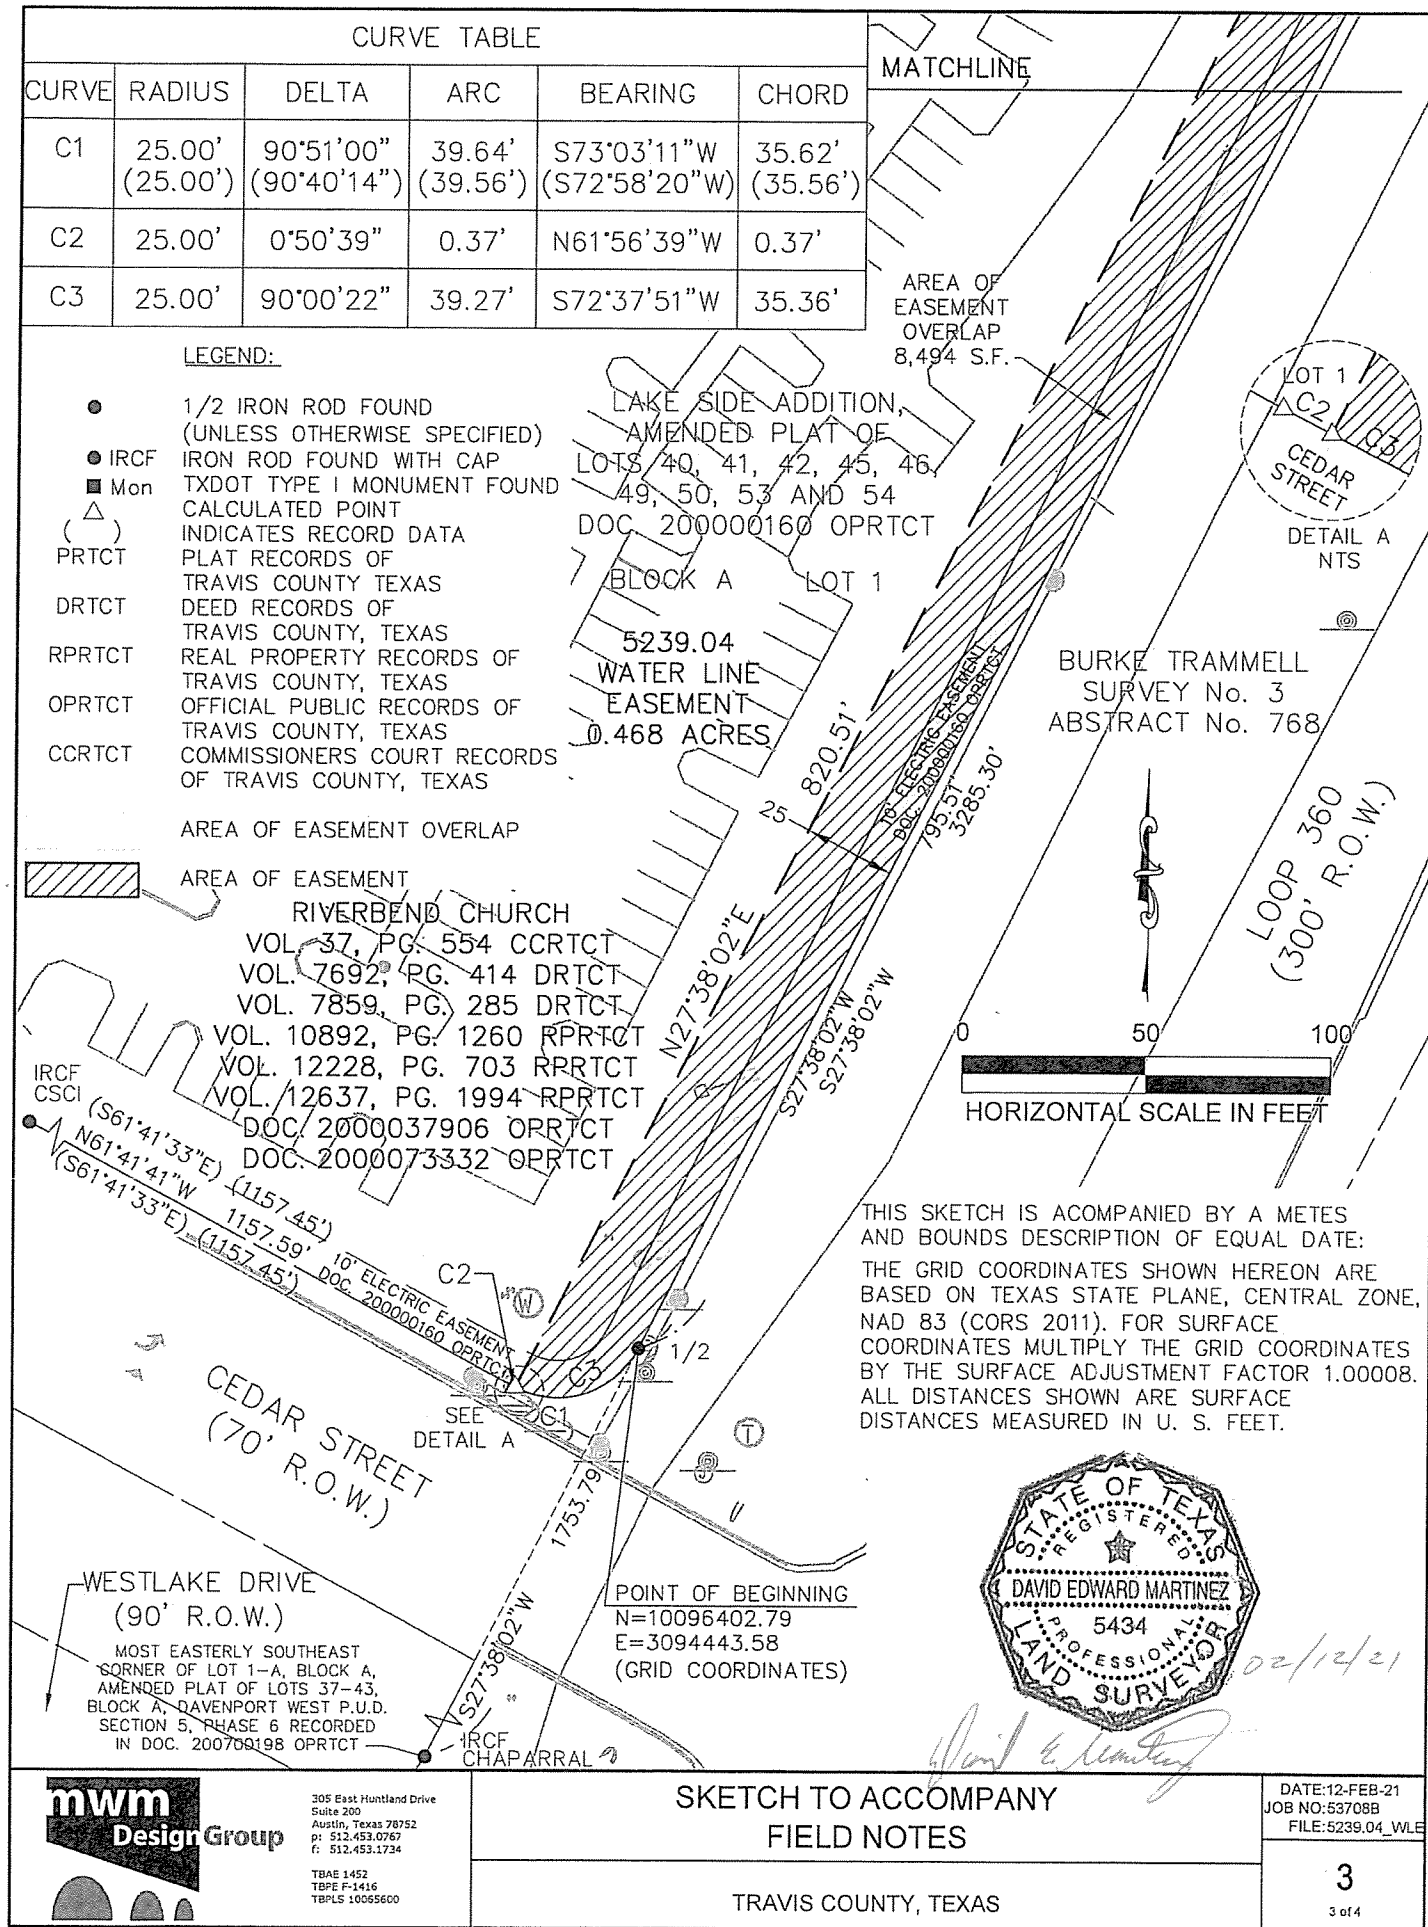 CURVE TABLE
CURVE RADIUS DELTA ARC BEARING CHORD
C1 25.00' 90°51'00" 39.64' S73°03'11"W 35.62'
(25.00') (90°40'14") (39.56') (S72°58'20"W) (35.56')
C2 25.00' 0°50'39" 0.37' N61°56'39"W 0.37'
C3 25.00' 90°00'22" 39.27' S72°37'51"W 35.36'
MATCHLINE
AREA OF
EASEMENT
OVERLAP
8,494 S.F.
LEGEND:
1/2 IRON ROD FOUND
(UNLESS OTHERWISE SPECIFIED)
IRCF IRON ROD FOUND WITH CAP
Mon TXDOT TYPE I MONUMENT FOUND
CALCULATED POINT
( ) INDICATES RECORD DATA
PRTCT PLAT RECORDS OF
TRAVIS COUNTY TEXAS
DRTCT DEED RECORDS OF
TRAVIS COUNTY, TEXAS
RPRTCT REAL PROPERTY RECORDS OF
TRAVIS COUNTY, TEXAS
OPRTCT OFFICIAL PUBLIC RECORDS OF
TRAVIS COUNTY, TEXAS
CCRTCT COMMISSIONERS COURT RECORDS
OF TRAVIS COUNTY, TEXAS
AREA OF EASEMENT OVERLAP
AREA OF EASEMENT
LAKE SIDE ADDITION,
AMENDED PLAT OF
LOTS 40, 41, 42, 45, 46,
49, 50, 53 AND 54
DOC. 200000160 OPRTCT
BLOCK A LOT 1
5239.04
WATER LINE
EASEMENT
0.468 ACRES
LOT 1
C2
C3
CEDAR
STREET
DETAIL A
NTS
BURKE TRAMMELL
SURVEY No. 3
ABSTRACT No. 768
820.51'
25
10' ELECTRIC EASEMENT
DOC. 200000160 OPRTCT
795.51'
3285.30'
LOOP 360
(300' R.O.W.)
N27°38'02"E
S27°38'02"W
S27°38'02"W
RIVERBEND CHURCH
VOL. 37, PG. 554 CCRTCT
VOL. 7692, PG. 414 DRTCT
VOL. 7859, PG. 285 DRTCT
VOL. 10892, PG. 1260 RPRTCT
VOL. 12228, PG. 703 RPRTCT
VOL. 12637, PG. 1994 RPRTCT
DOC. 2000037906 OPRTCT
DOC. 2000073332 OPRTCT
0 50 100
HORIZONTAL SCALE IN FEET
IRCF
CSCI
(S61°41'33"E) (1157.45')
N61°41'41"W 1157.59'
(S61°41'33"E) (1157.45')
10' ELECTRIC EASEMENT
DOC. 200000160 OPRTCT
C2
W
C3
1/2
C1
SEE
DETAIL A
T
THIS SKETCH IS ACOMPANIED BY A METES
AND BOUNDS DESCRIPTION OF EQUAL DATE:
THE GRID COORDINATES SHOWN HEREON ARE
BASED ON TEXAS STATE PLANE, CENTRAL ZONE,
NAD 83 (CORS 2011). FOR SURFACE
COORDINATES MULTIPLY THE GRID COORDINATES
BY THE SURFACE ADJUSTMENT FACTOR 1.00008.
ALL DISTANCES SHOWN ARE SURFACE
DISTANCES MEASURED IN U. S. FEET.
CEDAR STREET
(70' R.O.W.)
1753.79
S27°38'02"W
POINT OF BEGINNING
N=10096402.79
E=3094443.58
(GRID COORDINATES)
WESTLAKE DRIVE
(90' R.O.W.)
MOST EASTERLY SOUTHEAST
CORNER OF LOT 1-A, BLOCK A,
AMENDED PLAT OF LOTS 37-43,
BLOCK A, DAVENPORT WEST P.U.D.
SECTION 5, PHASE 6 RECORDED
IN DOC. 200700198 OPRTCT
IRCF
CHAPARRAL
STATE OF TEXAS
REGISTERED
DAVID EDWARD MARTINEZ
5434
PROFESSIONAL
LAND SURVEYOR
02/12/21
David E. Martinez
mwm
Design Group
305 East Huntland Drive
Suite 200
Austin, Texas 78752
p: 512.453.0767
f: 512.453.1734
TBAE 1452
TBPE F-1416
TBPLS 10065600
SKETCH TO ACCOMPANY
FIELD NOTES
TRAVIS COUNTY, TEXAS
DATE:12-FEB-21
JOB NO:53708B
FILE:5239.04_WLE
3
3 of 4